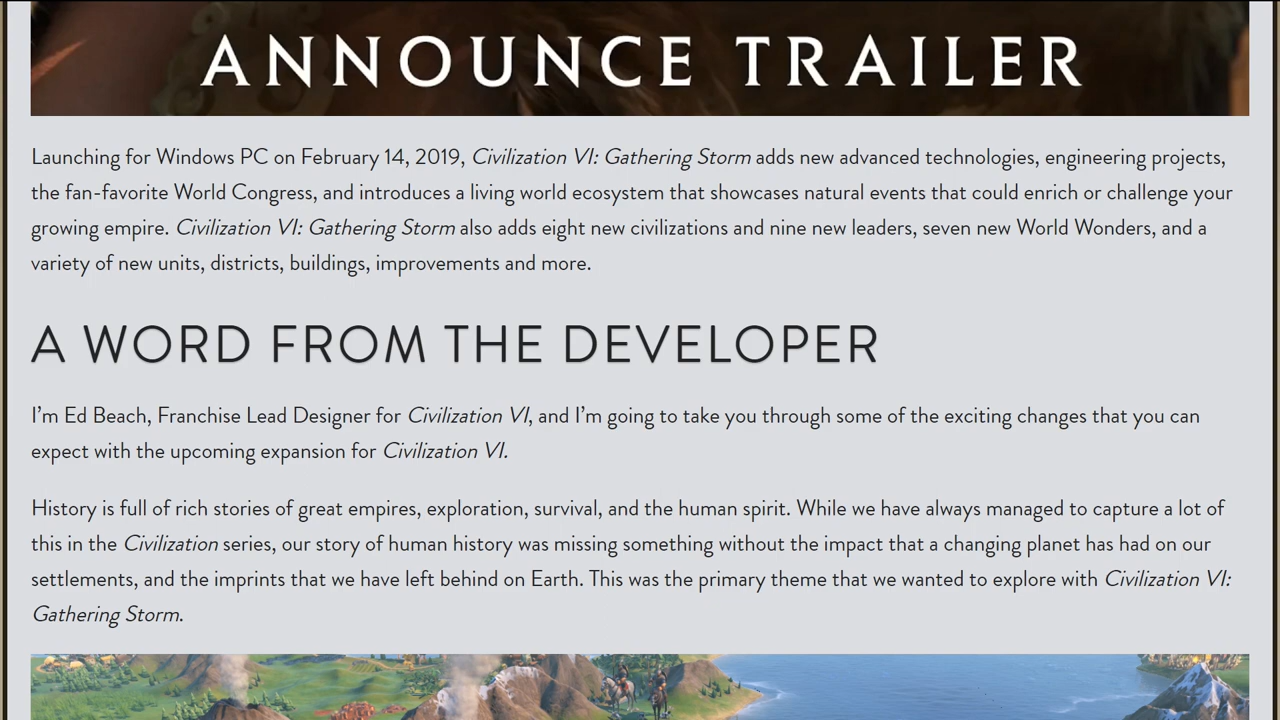 ANNOUNCE TRAILER
Launching for Windows PC on February 14, 2019, Civilization VI: Gathering Storm adds new advanced technologies, engineering projects,
the fan-favorite World Congress, and introduces a living world ecosystem that showcases natural events that could enrich or challenge your
growing empire. Civilization VI: Gathering Storm also adds eight new civilizations and nine new leaders, seven new World Wonders, and a
variety of new units, districts, buildings, improvements and more.
A WORD FROM THE DEVELOPER
I’m Ed Beach, Franchise Lead Designer for Civilization VI, and I’m going to take you through some of the exciting changes that you can
expect with the upcoming expansion for Civilization VI.
History is full of rich stories of great empires, exploration, survival, and the human spirit. While we have always managed to capture a lot of
this in the Civilization series, our story of human history was missing something without the impact that a changing planet has had on our
settlements, and the imprints that we have left behind on Earth. This was the primary theme that we wanted to explore with Civilization VI:
Gathering Storm.